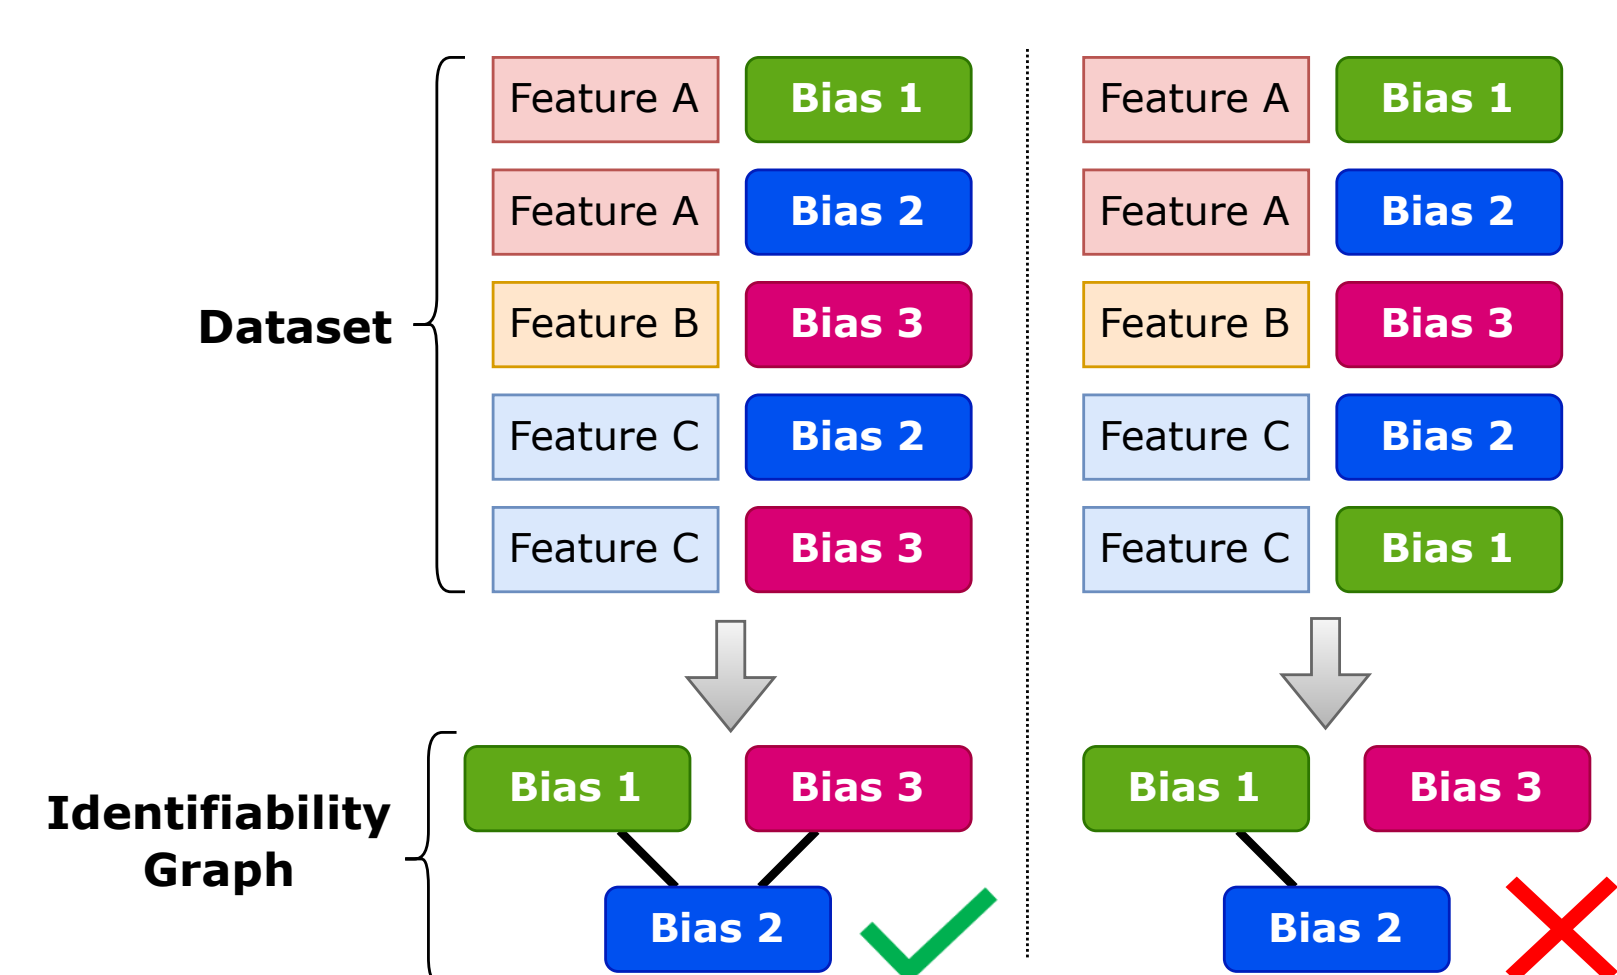 Feature A Bias 1 Feature A Bias 1
Feature A Bias 2 Feature A Bias 2
Dataset Feature B Bias 3 Feature B Bias 3
Feature C Bias 2 Feature C Bias 2
Feature C Bias 3 Feature C Bias 1
Bias 1 Bias 3 Bias 1 Bias 3
Identifiability
Graph
Bias 2 Bias 2